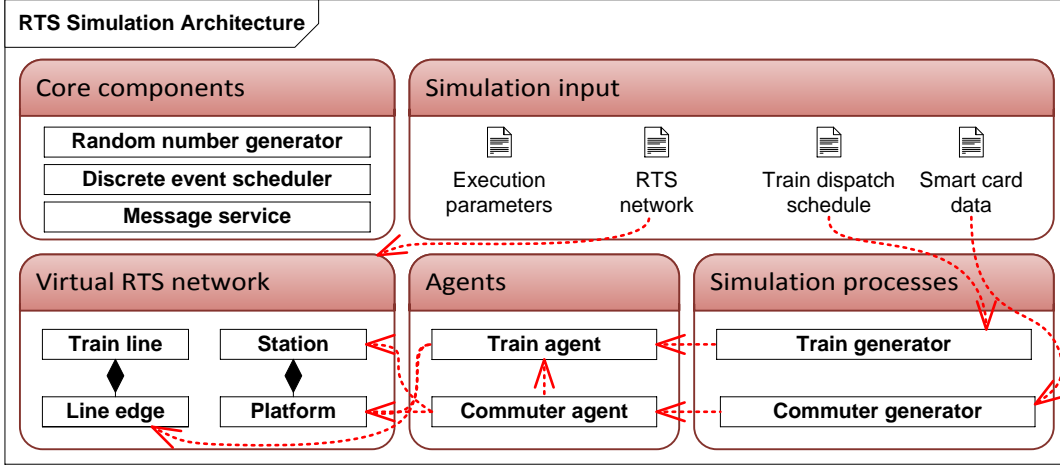 RTS Simulation Architecture
Core components
Random number generator
Discrete event scheduler
Message service
Simulation input
Execution
parameters
RTS
network
Train dispatch
schedule
Smart card
data
Virtual RTS network
Train line
Station
Line edge
Platform
Agents
Train agent
Commuter agent
Simulation processes
Train generator
Commuter generator